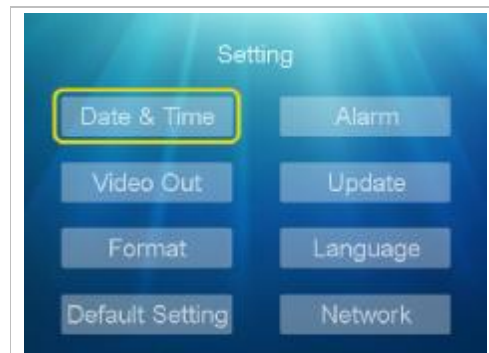 Setting
Date & Time
Alarm
Video Out
Update
Format
Language
Default Setting
Network